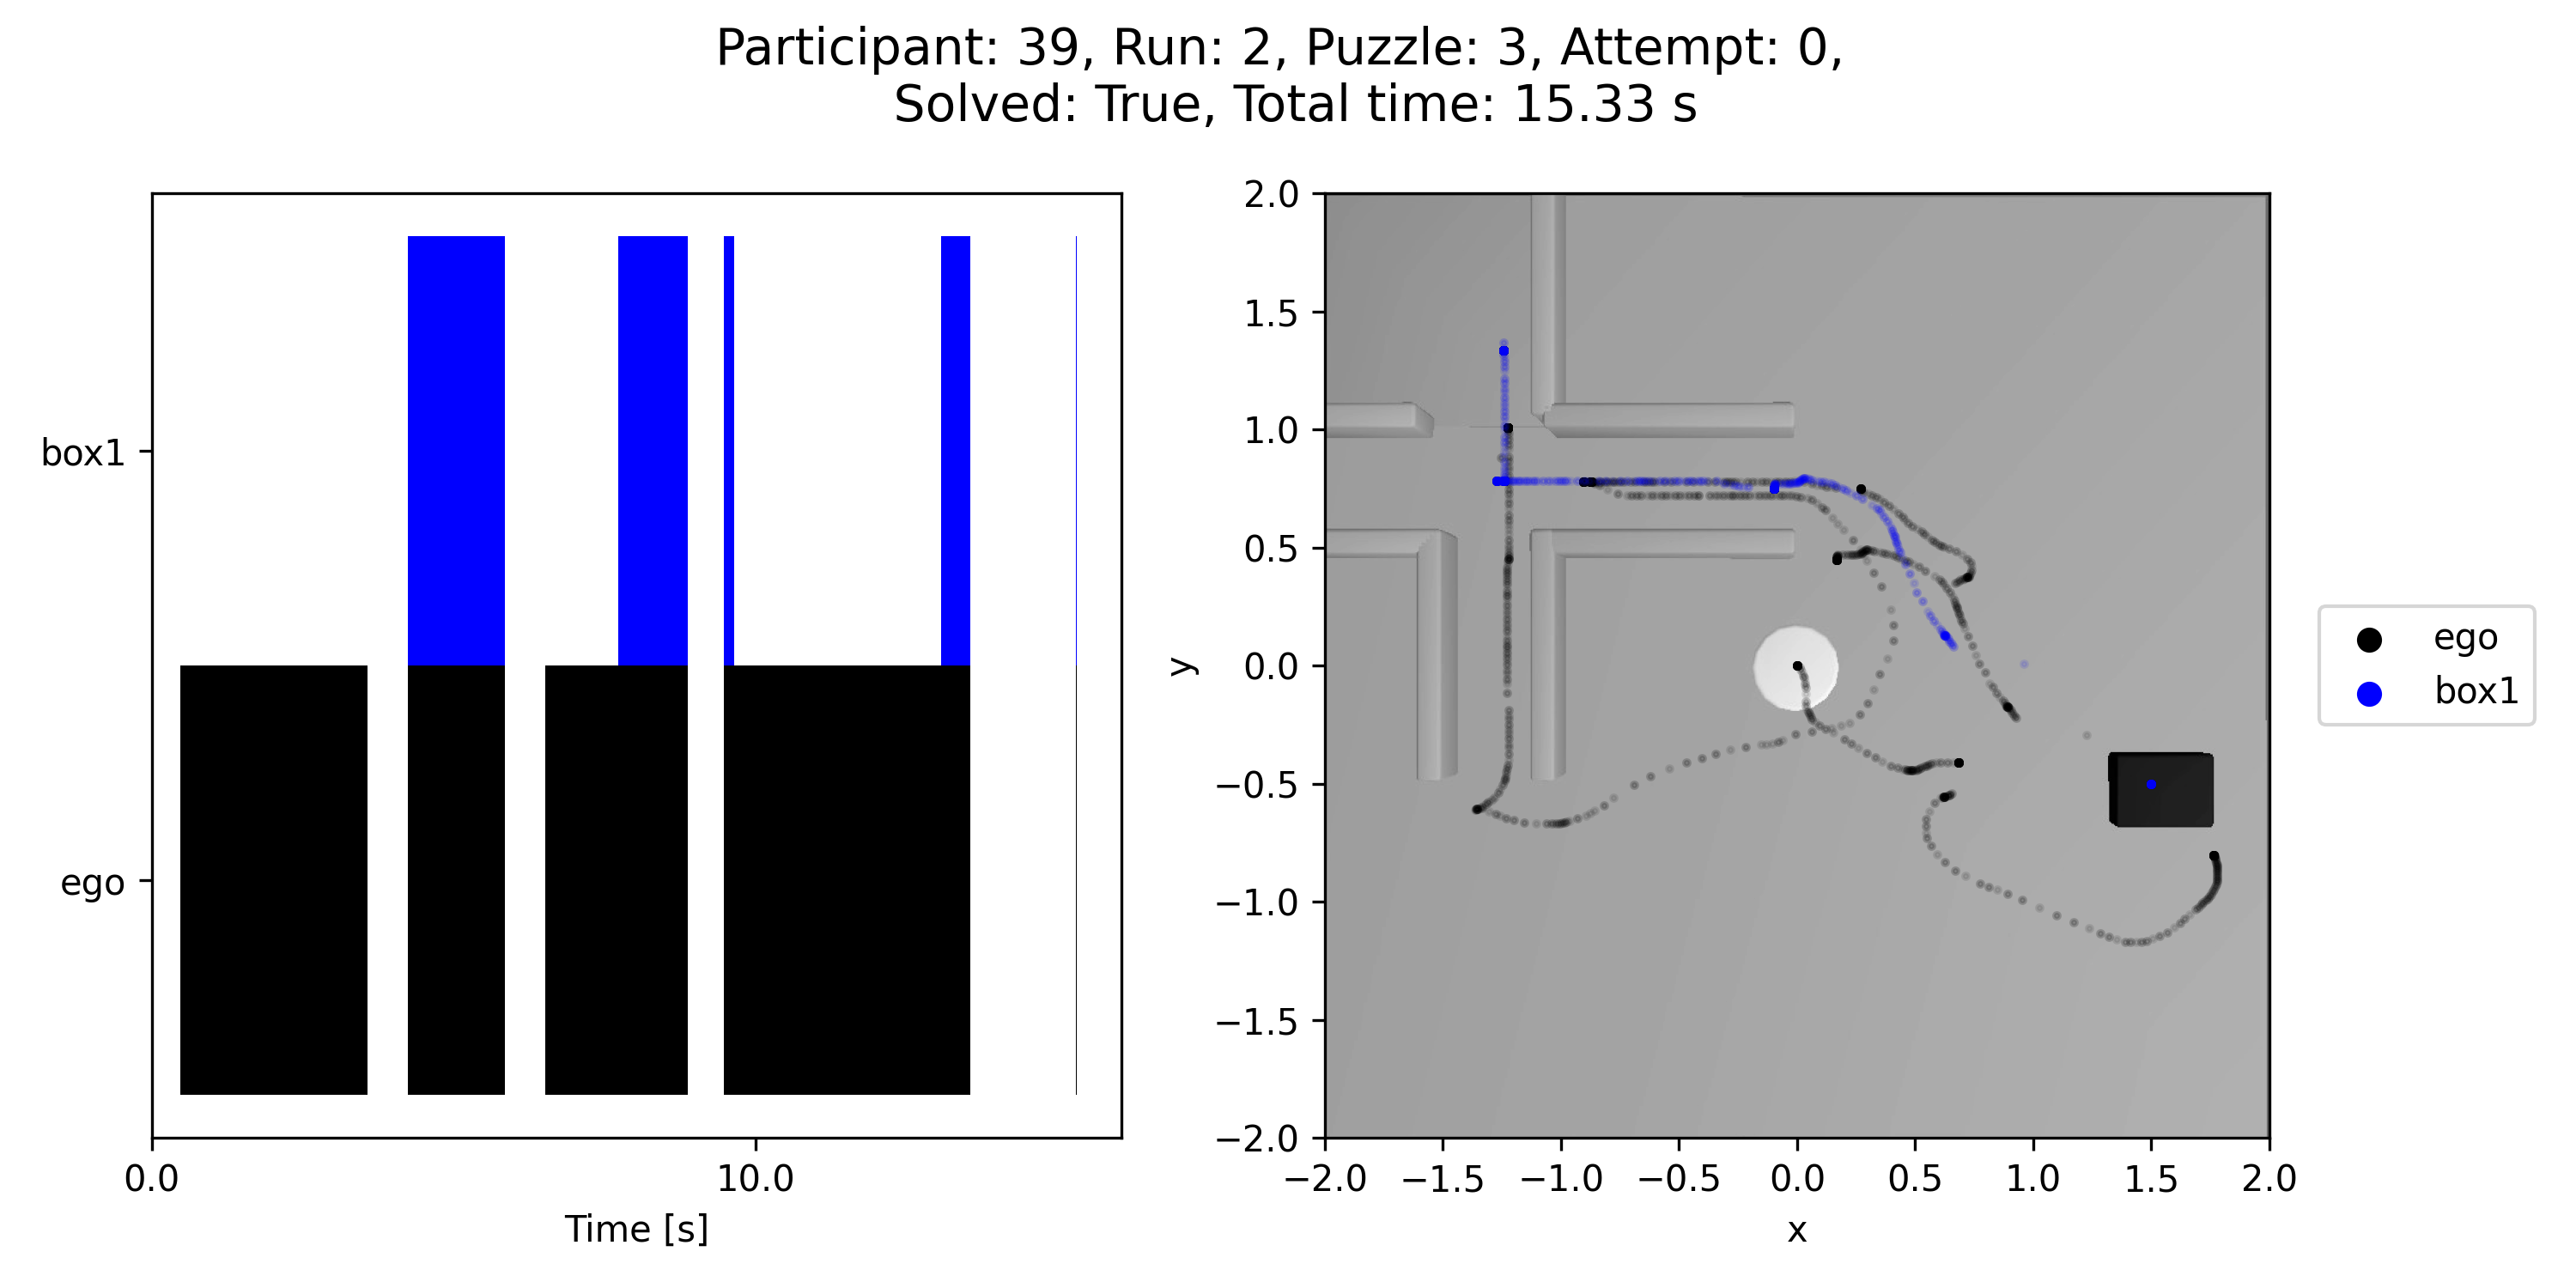 Participant: 39, Run: 2, Puzzle: 3, Attempt: 0,
Solved: True, Total time: 15.33 s
box1
ego
0.0
10.0
Time [s]
2.0
1.5
1.0
0.5
0.0
−0.5
−1.0
−1.5
−2.0
y
−2.0
−1.5
−1.0
−0.5
0.0
0.5
1.0
1.5
2.0
x
ego
box1